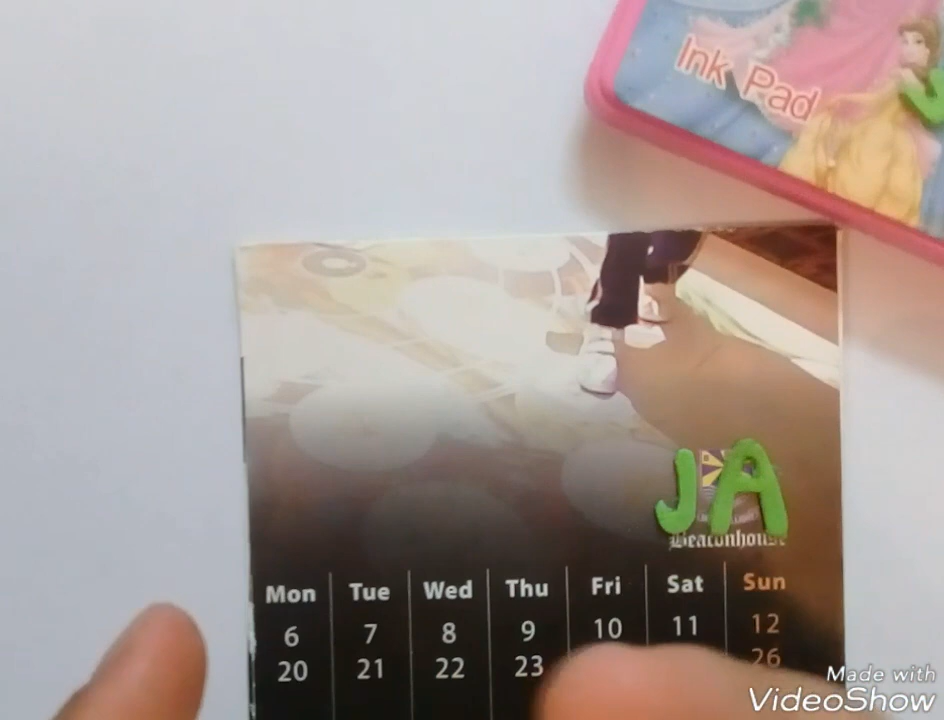 Ink Pad
JA
Beaconhouse
Mon Tue Wed Thu Fri Sat Sun
6 7 8 9 10 11 12
20 21 22 23 26
Made with
VideoShow